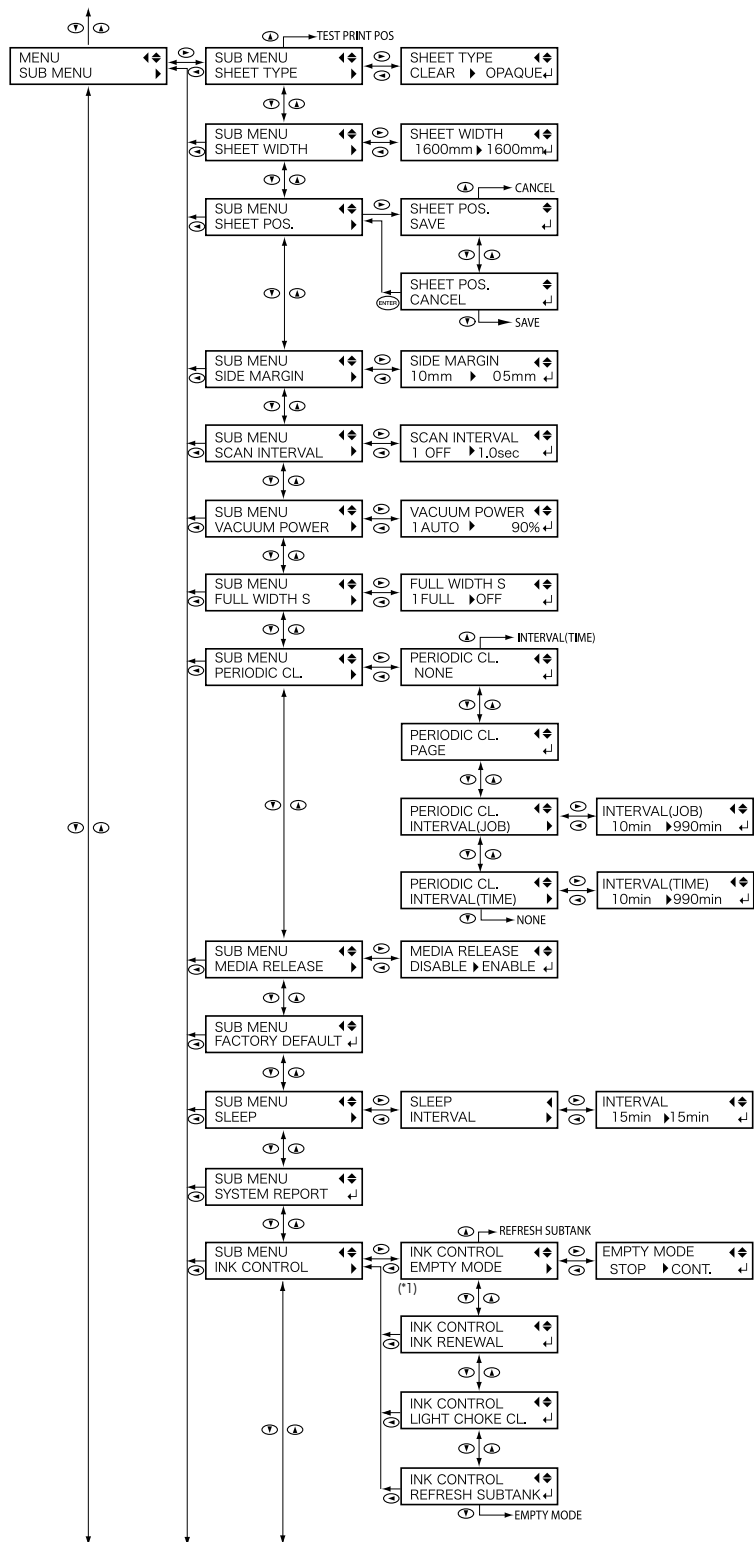 TEST PRINT POS
MENU
SUB MENU
SUB MENU
SHEET TYPE
SHEET TYPE
CLEAR OPAQUE
SUB MENU
SHEET WIDTH
SHEET WIDTH
1600mm 1600mm
CANCEL
SUB MENU
SHEET POS.
SHEET POS.
SAVE
SHEET POS.
CANCEL
ENTER
SAVE
SUB MENU
SIDE MARGIN
SIDE MARGIN
10mm 05mm
SUB MENU
SCAN INTERVAL
SCAN INTERVAL
1 OFF 1.0sec
SUB MENU
VACUUM POWER
VACUUM POWER
1AUTO 90%
SUB MENU
FULL WIDTH S
FULL WIDTH S
1FULL OFF
INTERVAL(TIME)
SUB MENU
PERIODIC CL.
PERIODIC CL.
NONE
PERIODIC CL.
PAGE
PERIODIC CL.
INTERVAL(JOB)
INTERVAL(JOB)
10min 990min
PERIODIC CL.
INTERVAL(TIME)
INTERVAL(TIME)
10min 990min
NONE
SUB MENU
MEDIA RELEASE
MEDIA RELEASE
DISABLE ENABLE
SUB MENU
FACTORY DEFAULT
SUB MENU
SLEEP
SLEEP
INTERVAL
INTERVAL
15min 15min
SUB MENU
SYSTEM REPORT
REFRESH SUBTANK
SUB MENU
INK CONTROL
INK CONTROL
EMPTY MODE
EMPTY MODE
STOP CONT.
(*1)
INK CONTROL
INK RENEWAL
INK CONTROL
LIGHT CHOKE CL.
INK CONTROL
REFRESH SUBTANK
EMPTY MODE